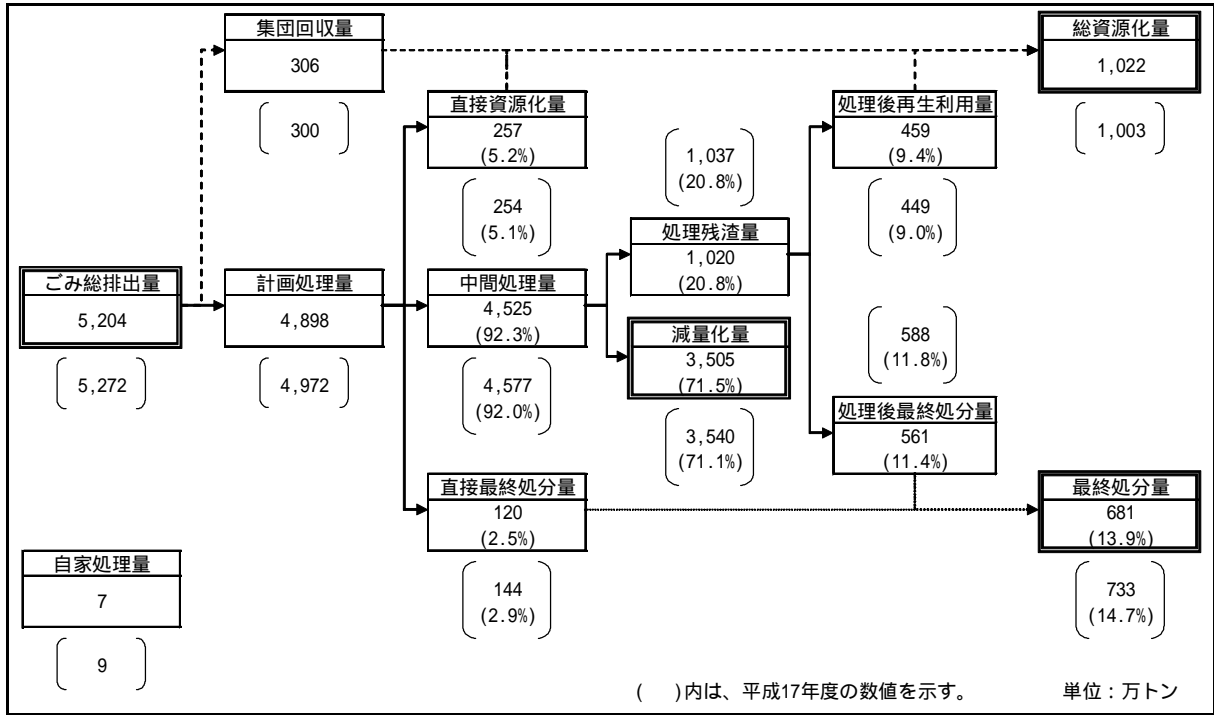 集団回収量
306
300
総資源化量
1,022
1,003
直接資源化量
257
(5.2%)
254
(5.1%)
1,037
(20.8%)
処理残渣量
1,020
(20.8%)
処理後再生利用量
459
(9.4%)
449
(9.0%)
ごみ総排出量
5,204
5,272
計画処理量
4,898
4,972
中間処理量
4,525
(92.3%)
4,577
(92.0%)
減量化量
3,505
(71.5%)
3,540
(71.1%)
588
(11.8%)
処理後最終処分量
561
(11.4%)
直接最終処分量
120
(2.5%)
144
(2.9%)
最終処分量
681
(13.9%)
733
(14.7%)
自家処理量
7
9
(　)内は、平成17年度の数値を示す。
単位：万トン